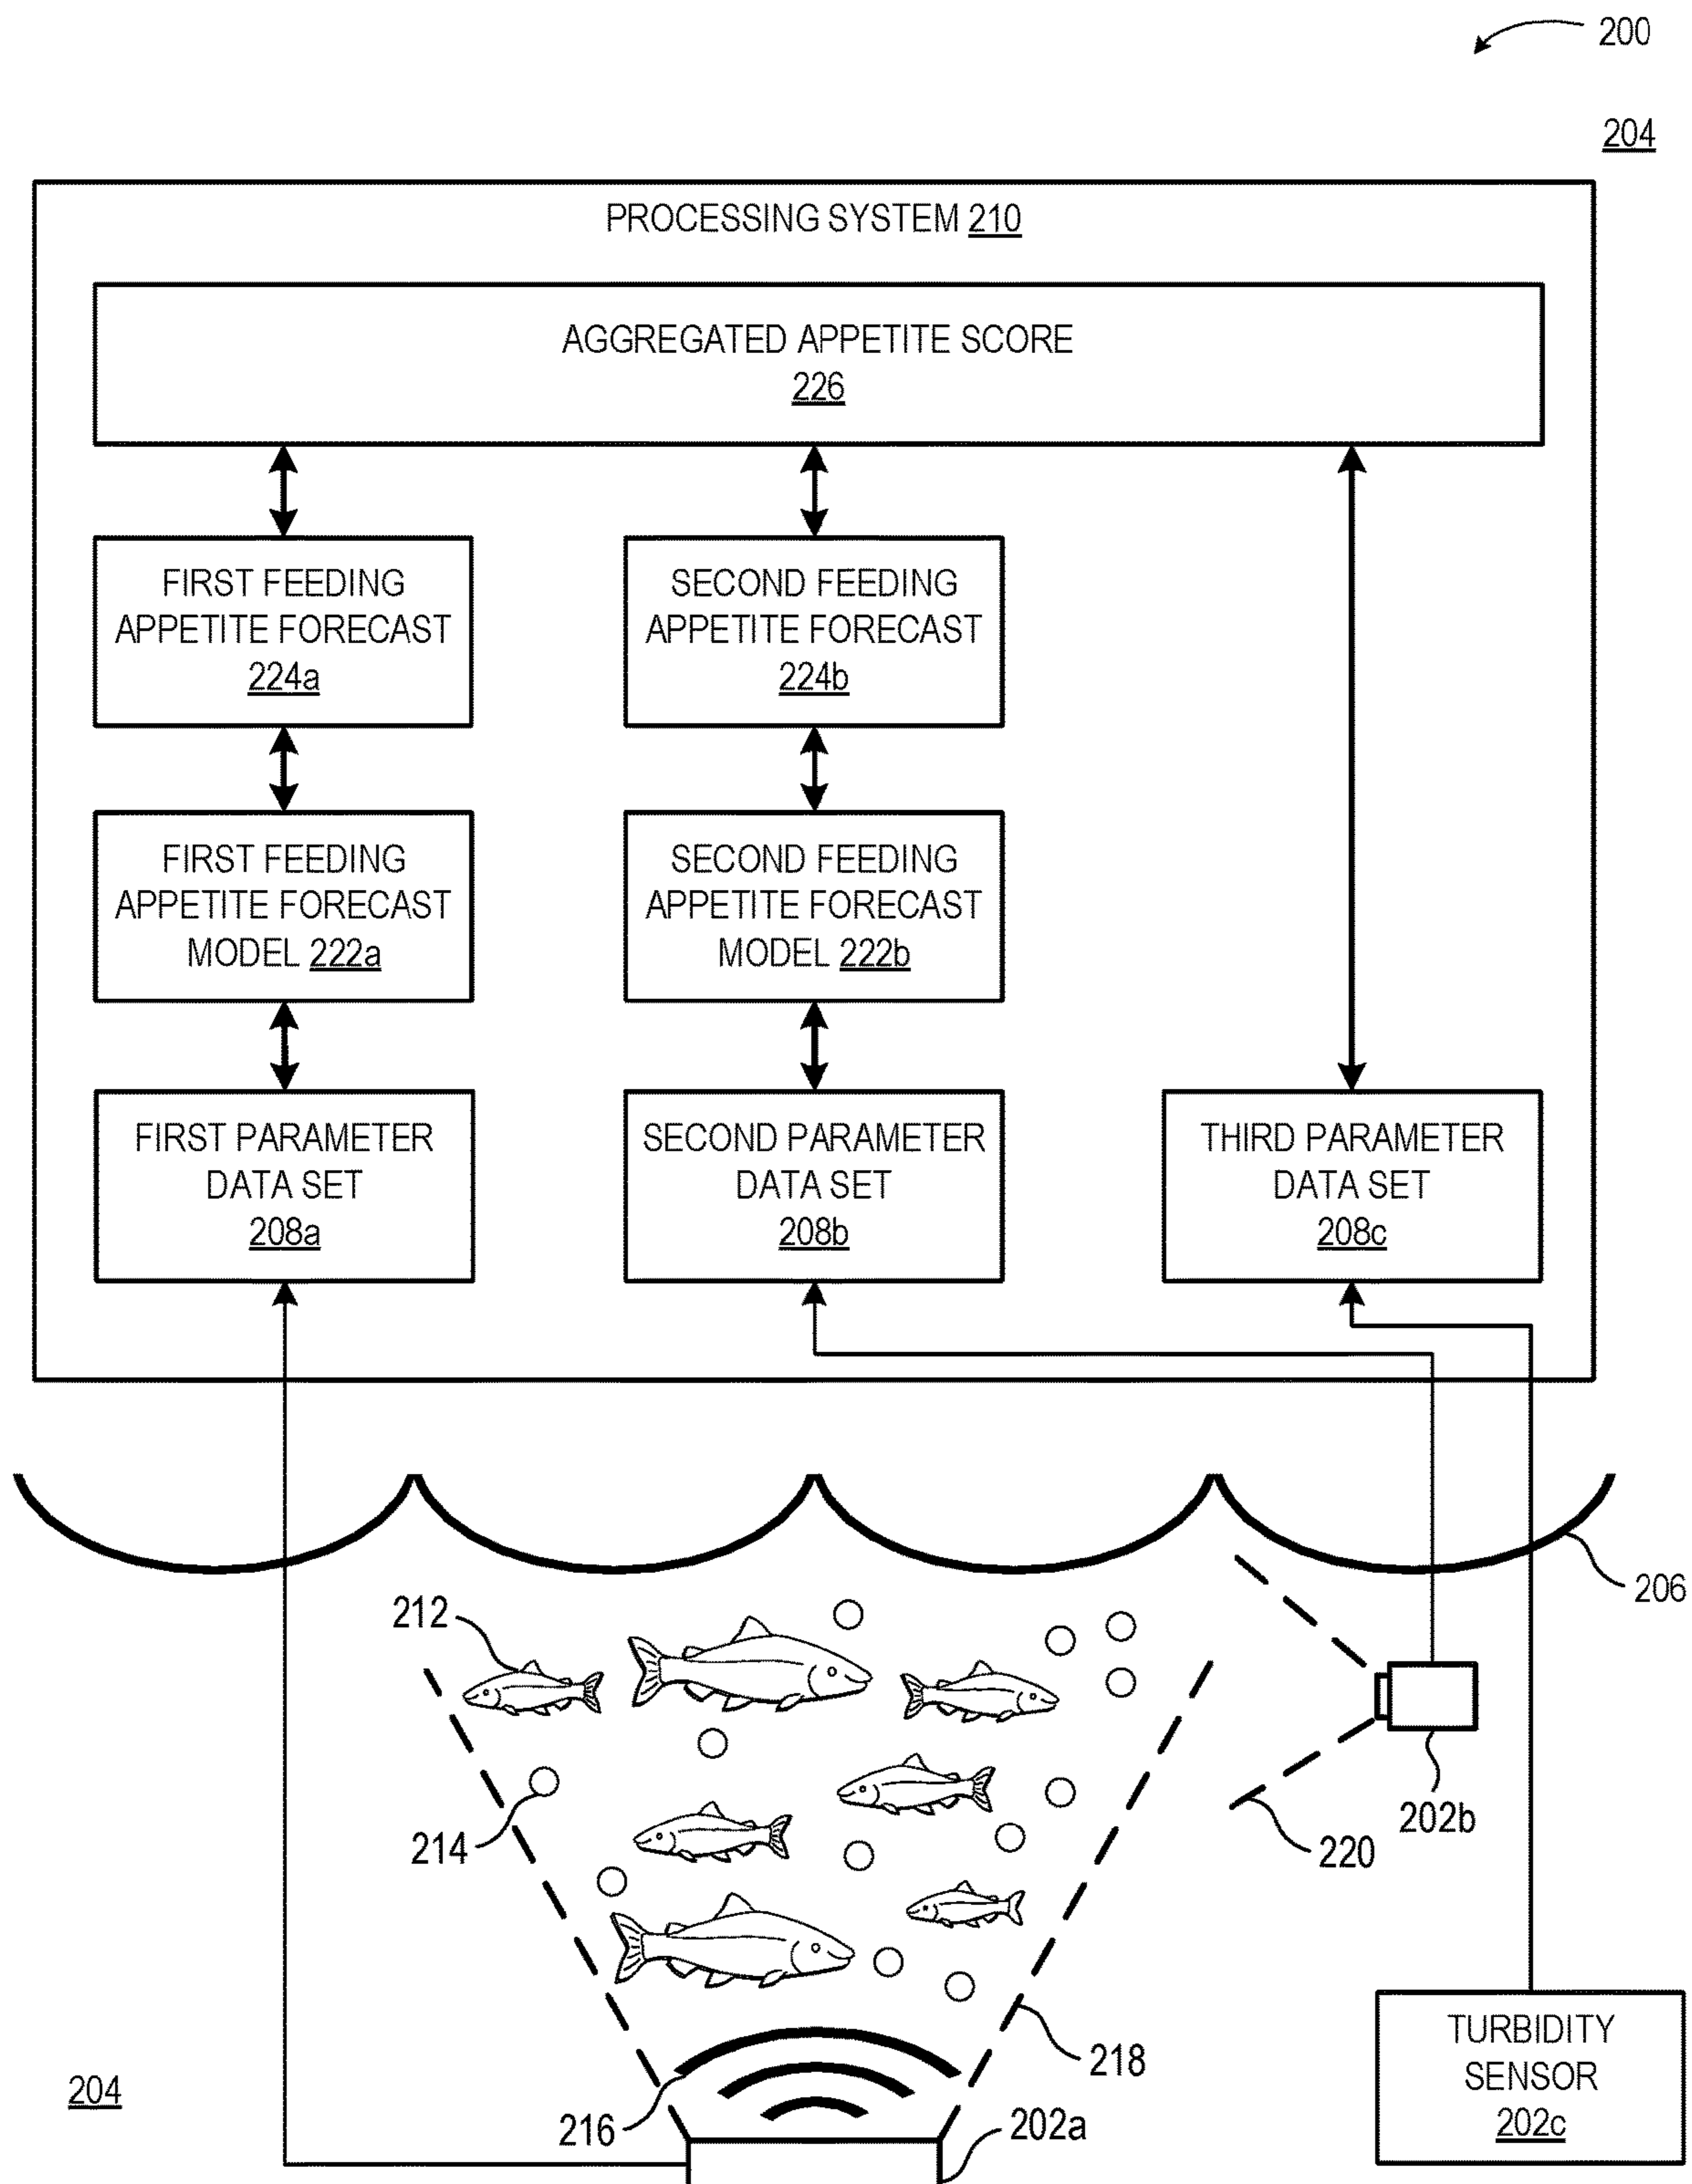 200
204
PROCESSING SYSTEM 210
AGGREGATED APPETITE SCORE
226
FIRST FEEDING
APPETITE FORECAST
224a
SECOND FEEDING
APPETITE FORECAST
224b
FIRST FEEDING
APPETITE FORECAST
MODEL 222a
SECOND FEEDING
APPETITE FORECAST
MODEL 222b
FIRST PARAMETER
DATA SET
208a
SECOND PARAMETER
DATA SET
208b
THIRD PARAMETER
DATA SET
208c
206
212
214
202b
220
218
204
216
202a
TURBIDITY
SENSOR
202c